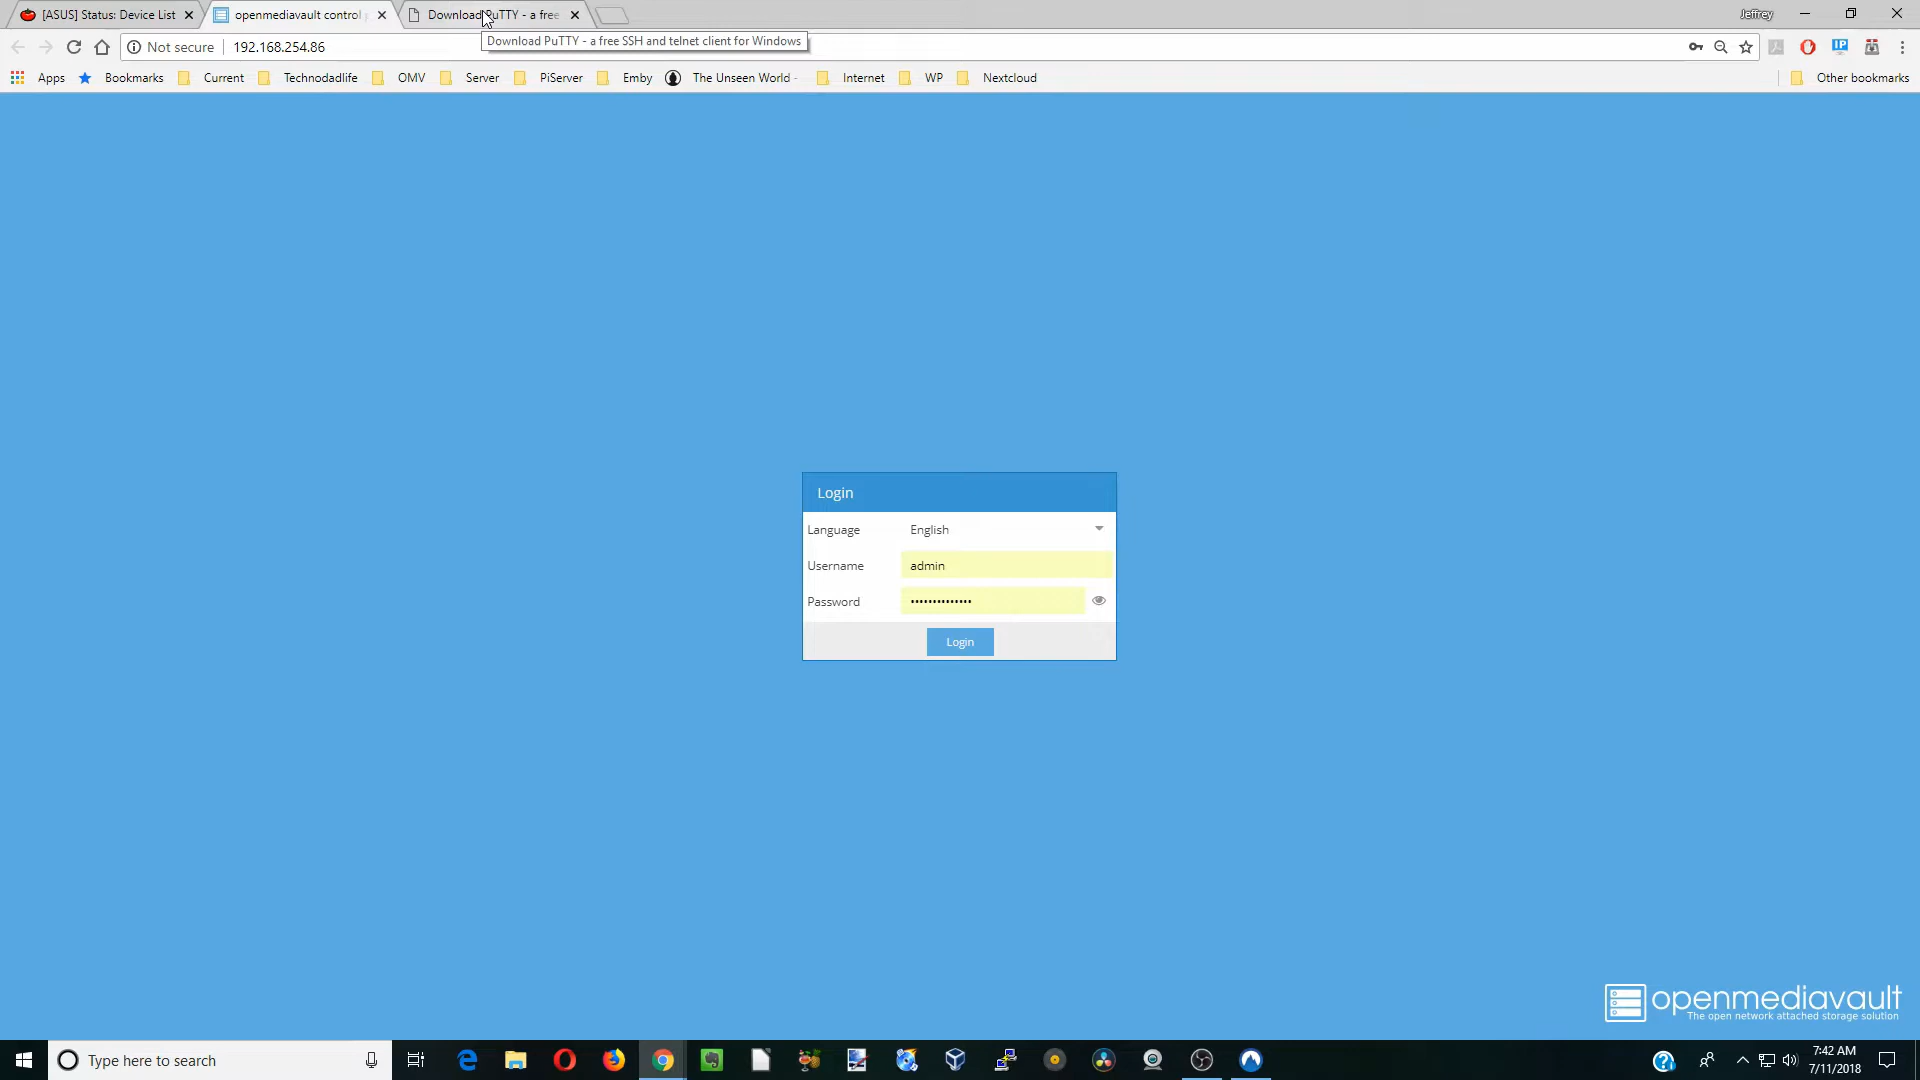 [ASUS] Status: Device List
openmediavault control p
Download PuTTY - a free
Jeffrey
Not secure
192.168.254.86
Download PuTTY - a free SSH and telnet client for Windows
IP
Apps
Bookmarks
Current
Technodadlife
OMV
Server
PiServer
Emby
The Unseen World -
Internet
WP
Nextcloud
Other bookmarks
Login
Language English
Username admin
Password ••••••••••••••
Login
openmediavault
The open network attached storage solution
Type here to search
7:42 AM
7/11/2018